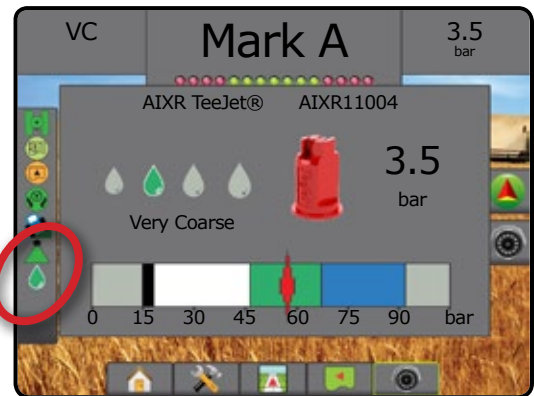 VC Mark A 3.5
bar
AIXR TeeJet® AIXR11004
3.5
bar
Very Coarse
0 15 30 45 60 75 90 bar